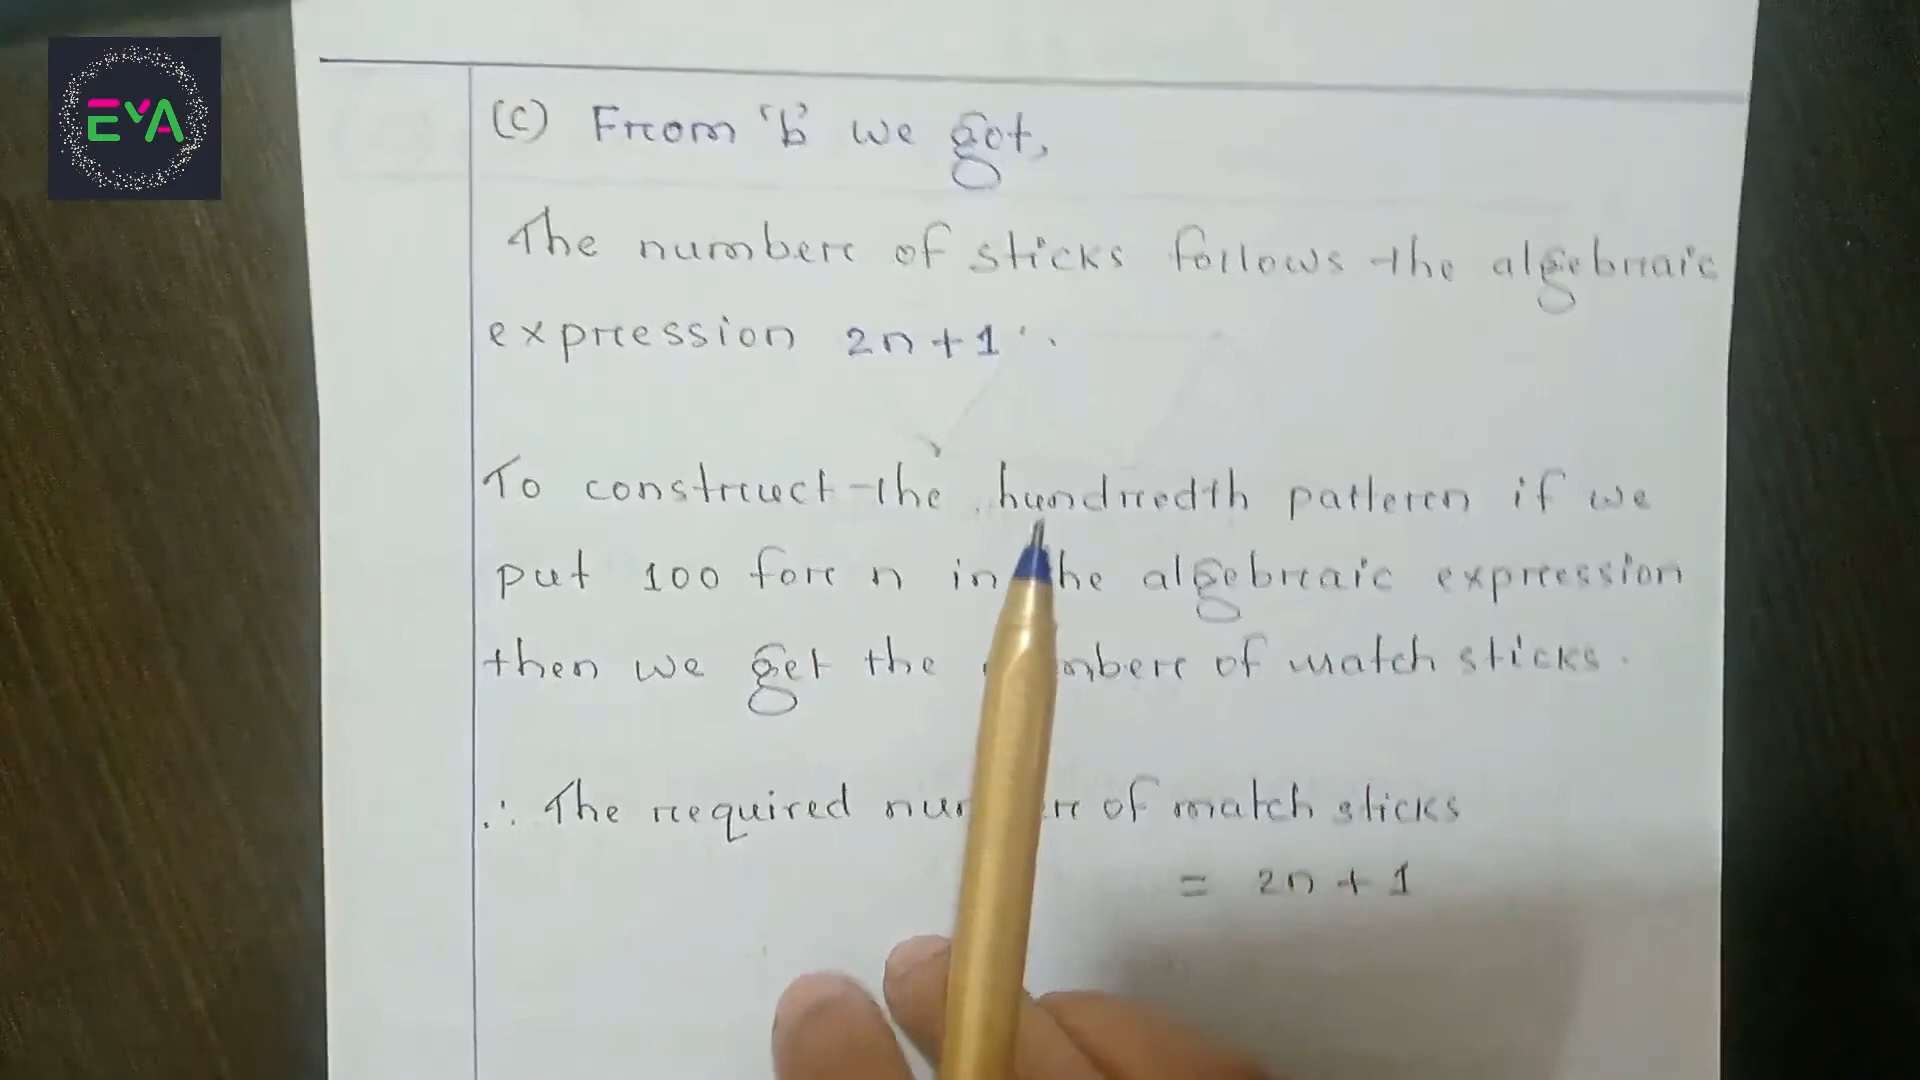 EYA
(c) From 'b' we got,
The number of sticks follows the algebraic
expression 2n+1.
To construct the hundredth pattern if we
put 100 for n in the algebraic expression
then we get the number of match sticks.
∴ The required number of match sticks
= 2n + 1